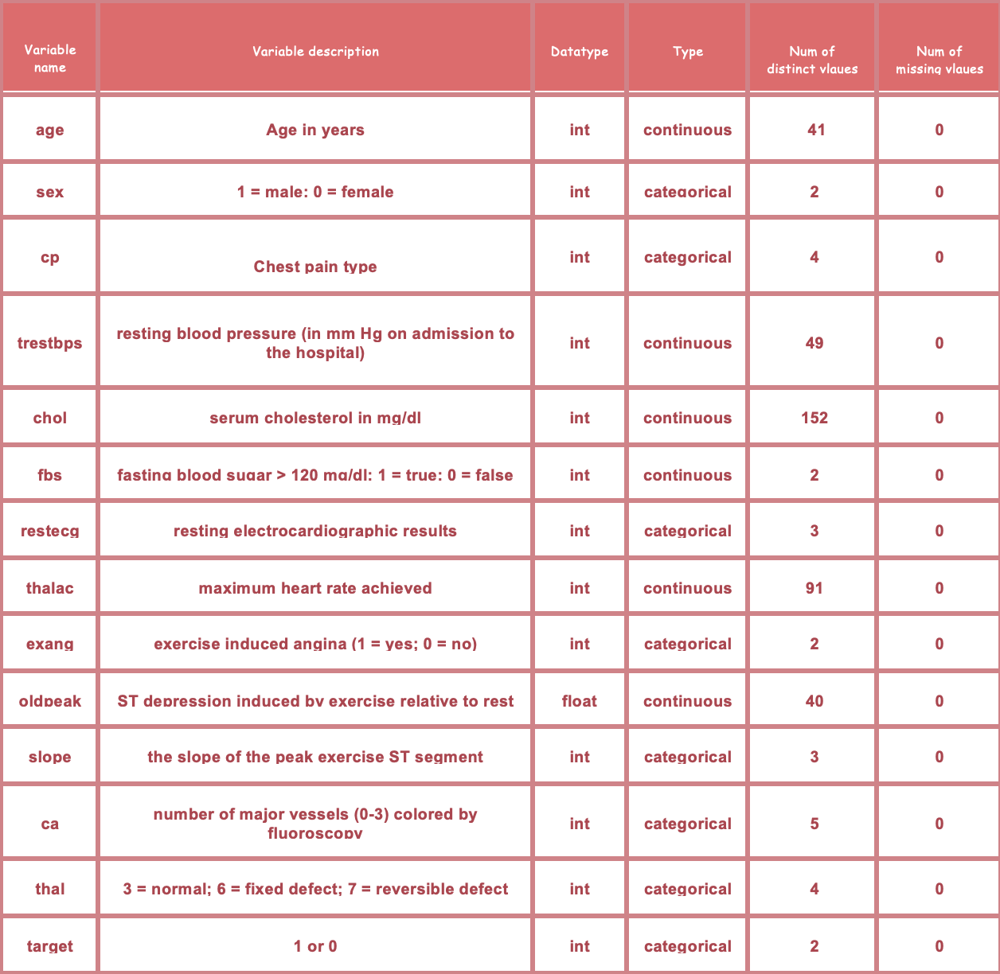 Variable name Variable description Datatype Type Num of distinct vlaues Num of missing vlaues
age Age in years int continuous 41 0
sex 1 = male: 0 = female int categorical 2 0
cp Chest pain type int categorical 4 0
trestbps resting blood pressure (in mm Hg on admission to the hospital) int continuous 49 0
chol serum cholesterol in mg/dl int continuous 152 0
fbs fasting blood sugar > 120 mg/dl: 1 = true: 0 = false int continuous 2 0
restecg resting electrocardiographic results int categorical 3 0
thalac maximum heart rate achieved int continuous 91 0
exang exercise induced angina (1 = yes; 0 = no) int categorical 2 0
oldpeak ST depression induced by exercise relative to rest float continuous 40 0
slope the slope of the peak exercise ST segment int categorical 3 0
ca number of major vessels (0-3) colored by fluoroscopy int categorical 5 0
thal 3 = normal; 6 = fixed defect; 7 = reversible defect int categorical 4 0
target 1 or 0 int categorical 2 0